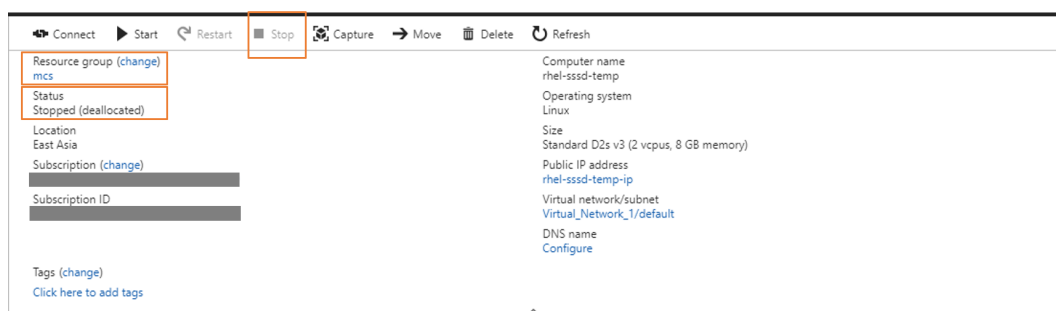 Connect Start Restart Stop Capture Move Delete Refresh
Resource group (change)
mcs
Status
Stopped (deallocated)
Location
East Asia
Subscription (change)
Subscription ID
Computer name
rhel-sssd-temp
Operating system
Linux
Size
Standard D2s v3 (2 vcpus, 8 GB memory)
Public IP address
rhel-sssd-temp-ip
Virtual network/subnet
Virtual_Network_1/default
DNS name
Configure
Tags (change)
Click here to add tags